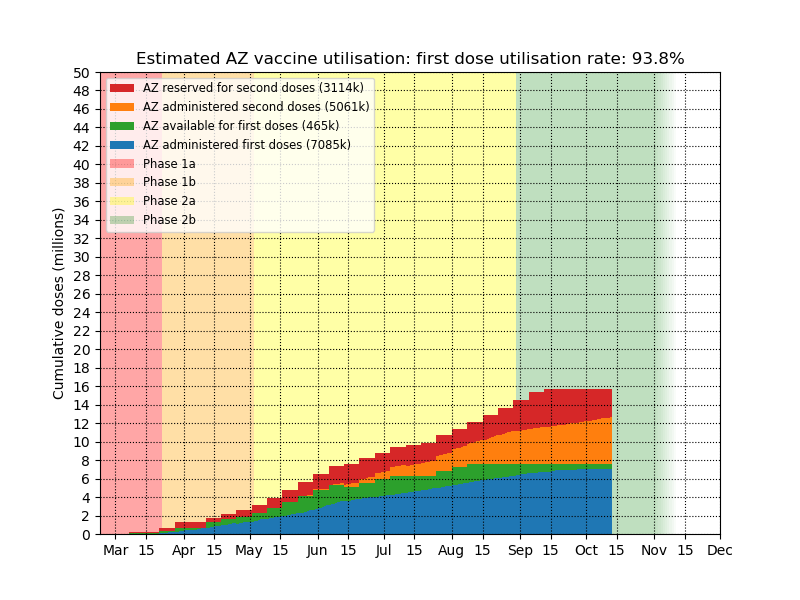 Estimated AZ vaccine utilisation: first dose utilisation rate: 93.8%
50
48
46
44
42
40
38
36
34
32
30
28
26
24
22
20
18
16
14
12
10
8
6
4
2
0
Cumulative doses (millions)
AZ reserved for second doses (3114k)
AZ administered second doses (5061k)
AZ available for first doses (465k)
AZ administered first doses (7085k)
Phase 1a
Phase 1b
Phase 2a
Phase 2b
Mar 15 Apr 15 May 15 Jun 15 Jul 15 Aug 15 Sep 15 Oct 15 Nov 15 Dec